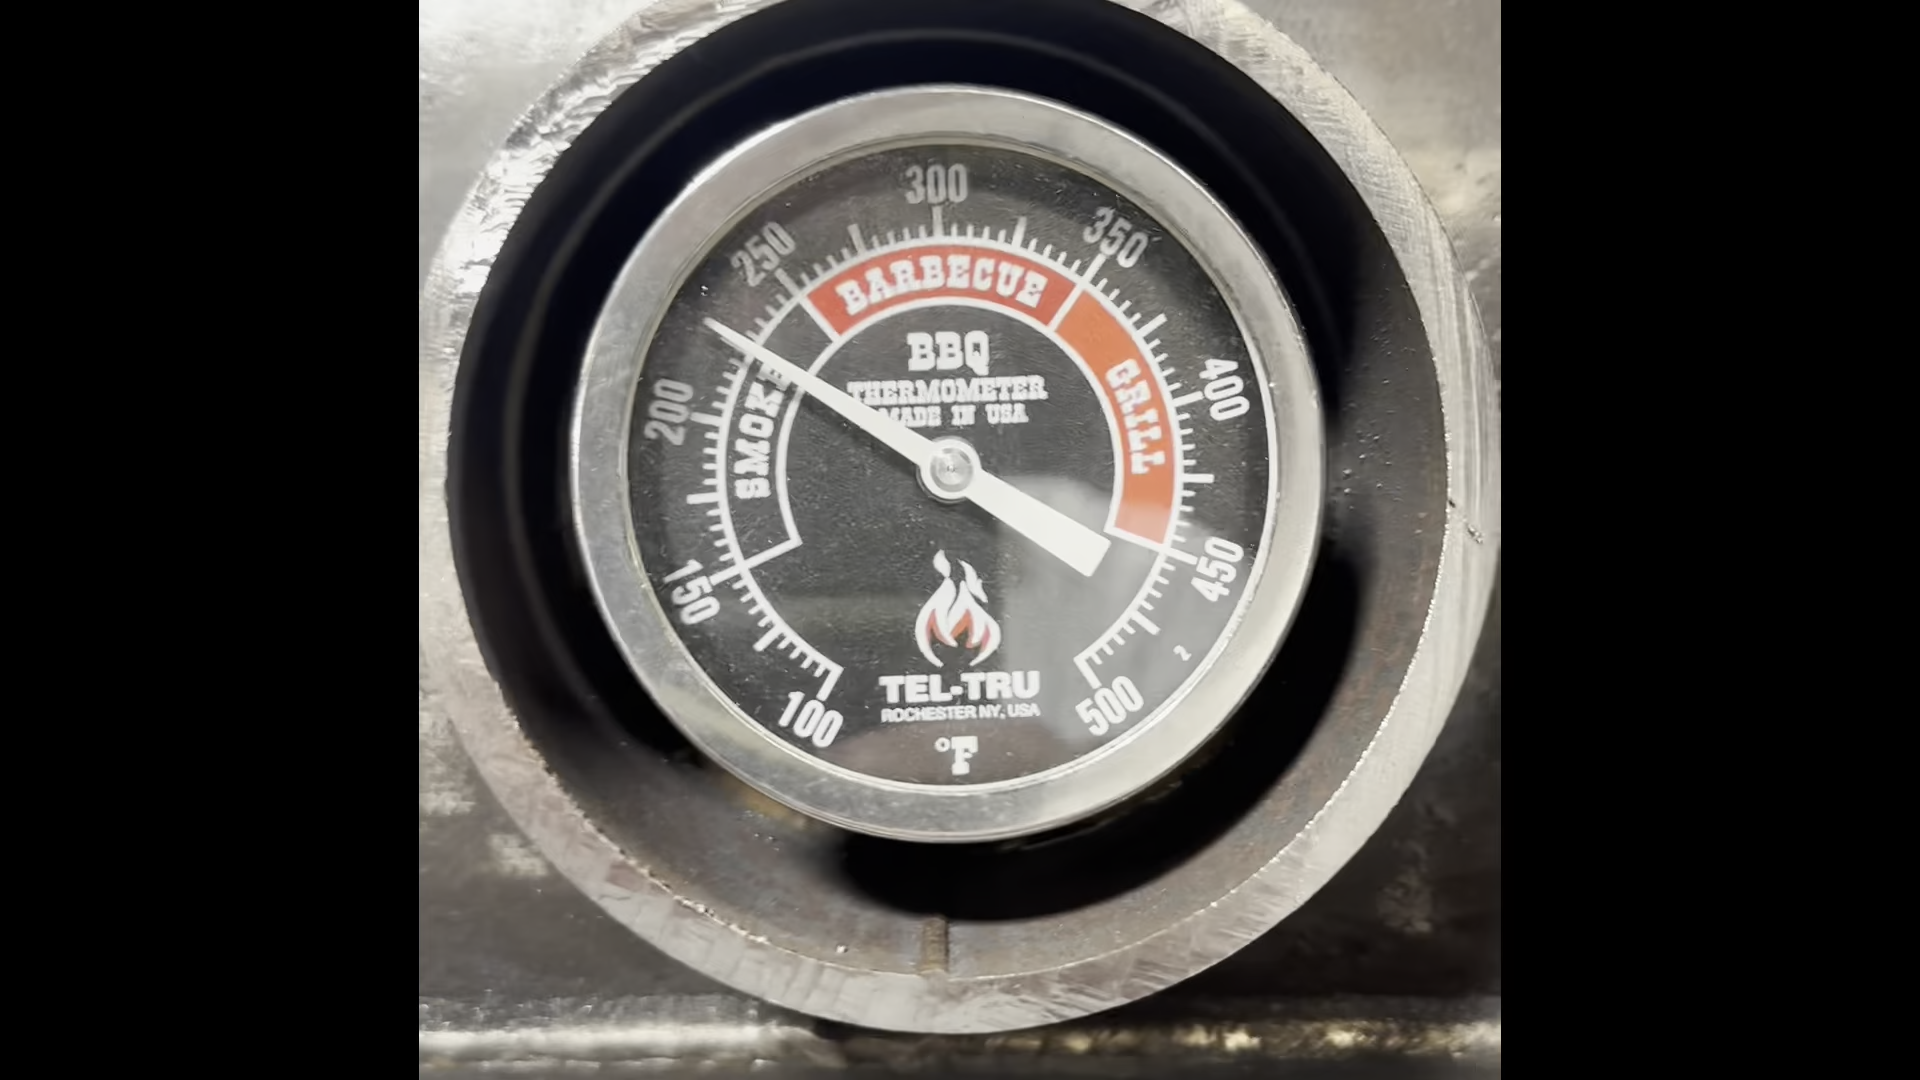 300
250
350
200
400
150
450
100
500
BARBECUE
SMOKE
GRILL
BBQ
THERMOMETER
MADE IN USA
2
TEL-TRU
ROCHESTER NY, USA
°F